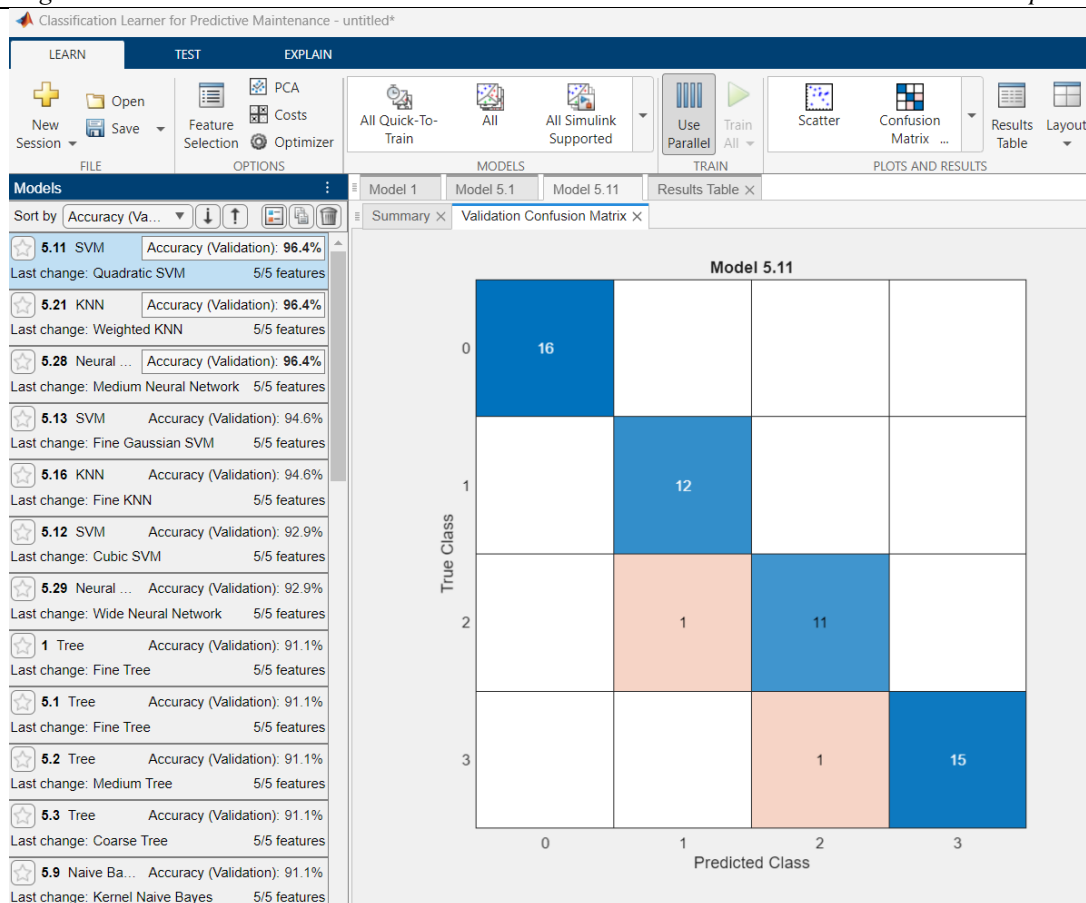 Classification Learner for Predictive Maintenance - untitled*
LEARN TEST EXPLAIN
New Session
Open
Save
FILE
Feature Selection
PCA
Costs
Optimizer
OPTIONS
All Quick-To-Train
All
All Simulink Supported
MODELS
Use Parallel
Train All
TRAIN
Scatter
Confusion Matrix ...
Results Table
Layout
PLOTS AND RESULTS
Models
Sort by Accuracy (Va...
5.11 SVM Accuracy (Validation): 96.4%
Last change: Quadratic SVM 5/5 features
5.21 KNN Accuracy (Validation): 96.4%
Last change: Weighted KNN 5/5 features
5.28 Neural ... Accuracy (Validation): 96.4%
Last change: Medium Neural Network 5/5 features
5.13 SVM Accuracy (Validation): 94.6%
Last change: Fine Gaussian SVM 5/5 features
5.16 KNN Accuracy (Validation): 94.6%
Last change: Fine KNN 5/5 features
5.12 SVM Accuracy (Validation): 92.9%
Last change: Cubic SVM 5/5 features
5.29 Neural ... Accuracy (Validation): 92.9%
Last change: Wide Neural Network 5/5 features
1 Tree Accuracy (Validation): 91.1%
Last change: Fine Tree 5/5 features
5.1 Tree Accuracy (Validation): 91.1%
Last change: Fine Tree 5/5 features
5.2 Tree Accuracy (Validation): 91.1%
Last change: Medium Tree 5/5 features
5.3 Tree Accuracy (Validation): 91.1%
Last change: Coarse Tree 5/5 features
5.9 Naive Ba... Accuracy (Validation): 91.1%
Last change: Kernel Naive Bayes 5/5 features
Model 1 Model 5.1 Model 5.11 Results Table
Summary Validation Confusion Matrix
Model 5.11
True Class
0 16
1 12
2 1 11
3 1 15
0 1 2 3
Predicted Class